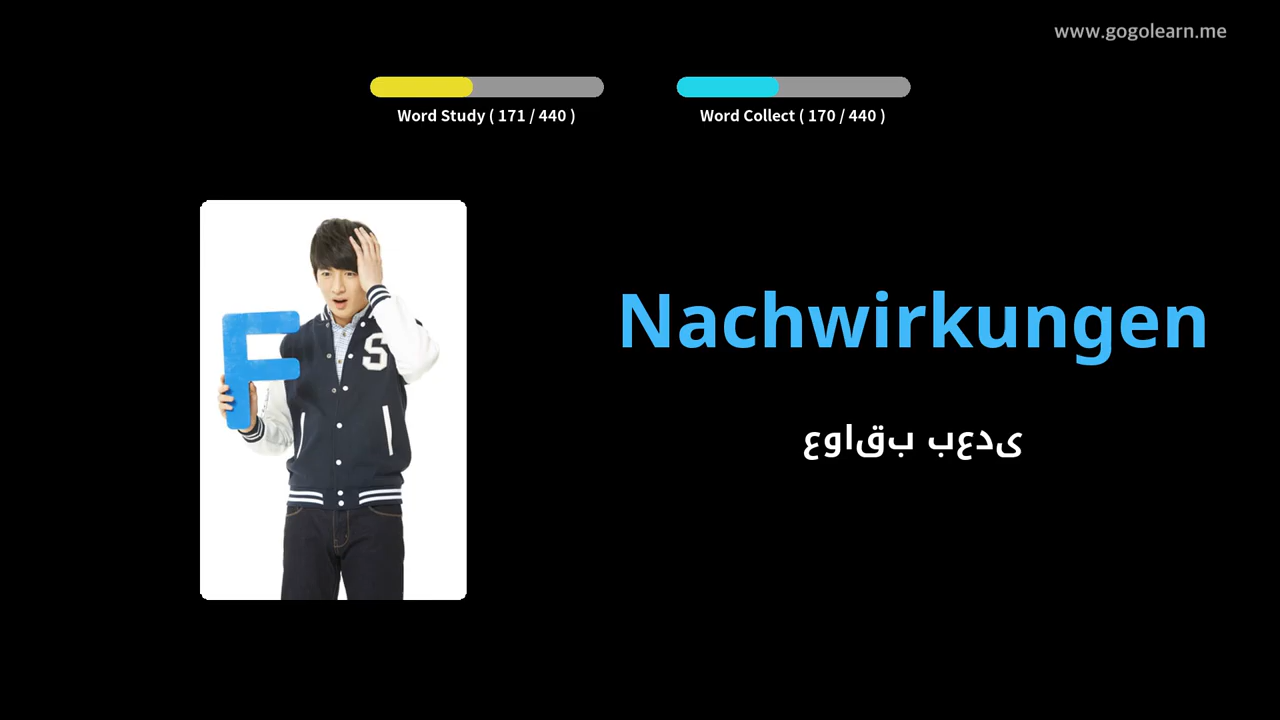 www.gogolearn.me
Word Study ( 171 / 440 )
Word Collect ( 170 / 440 )
F
S
Nachwirkungen
عواقب بعدی